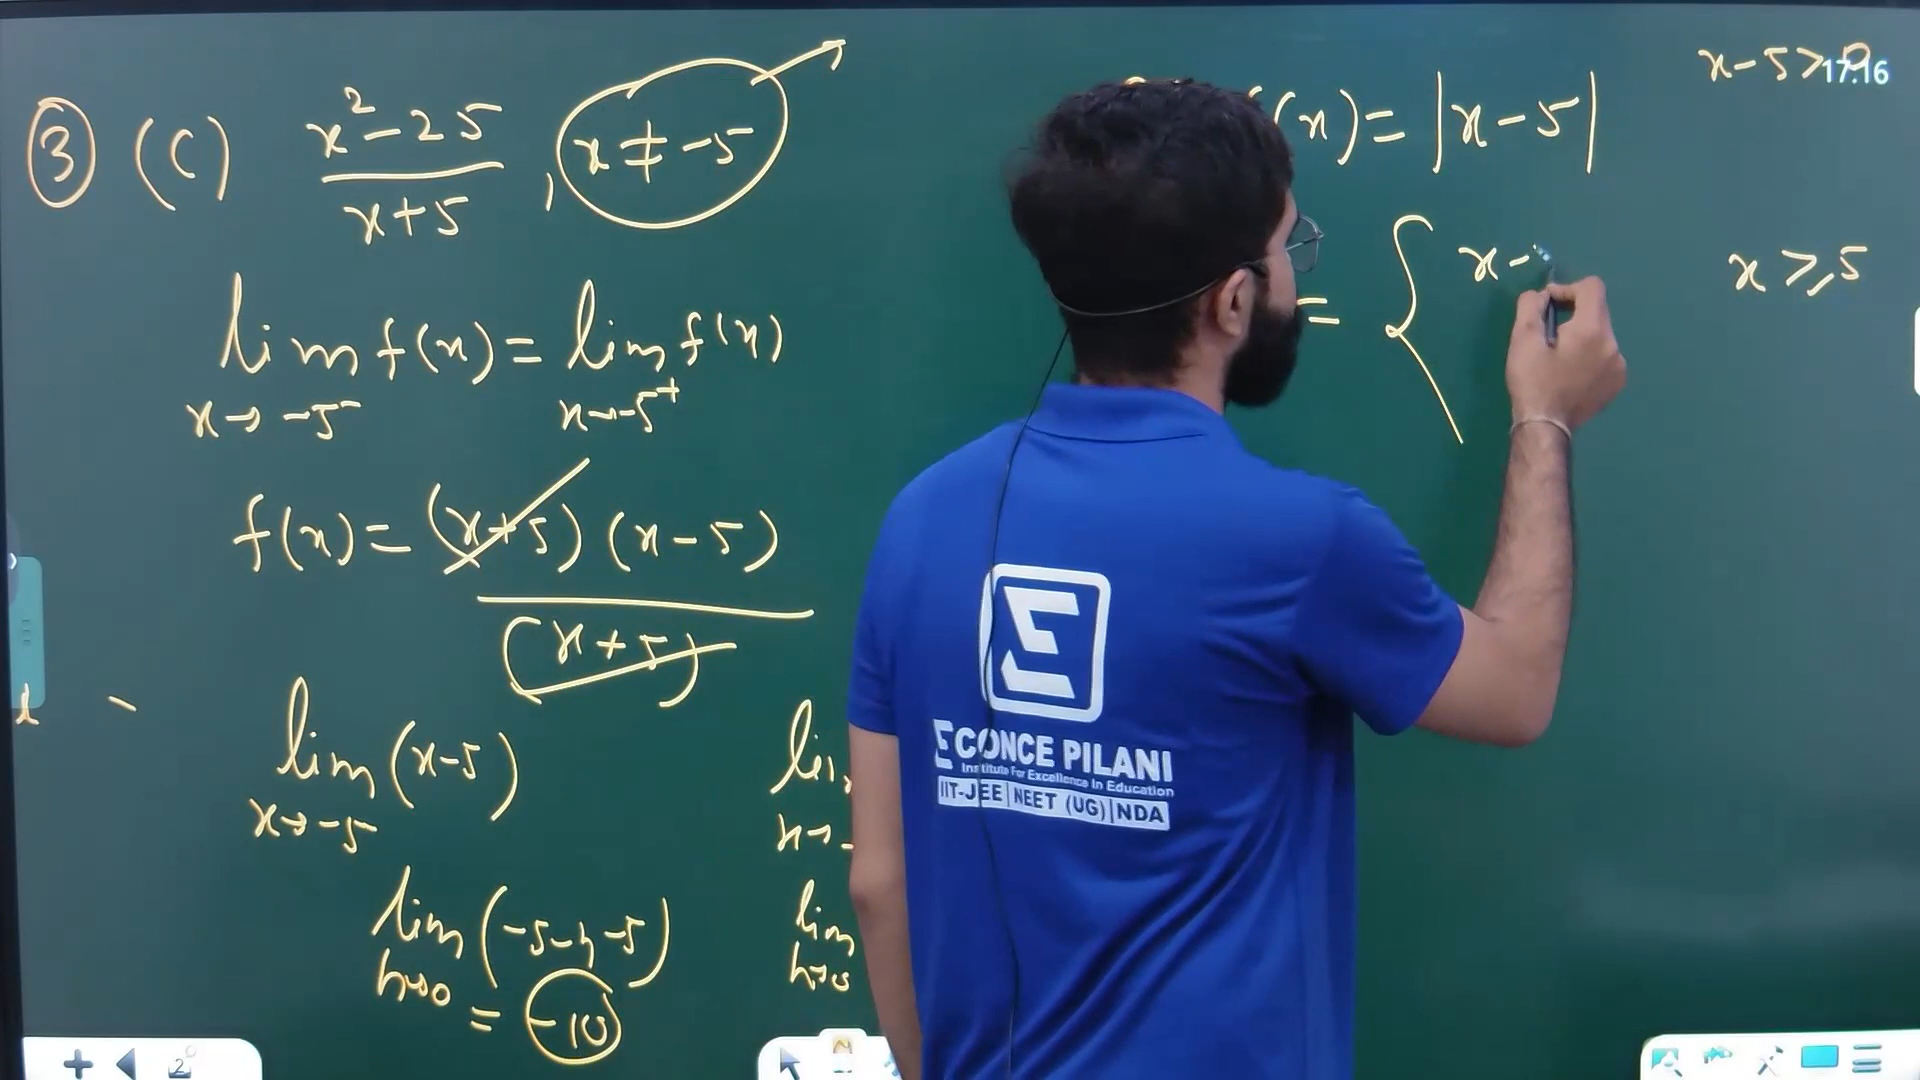 ③ (C) x² - 25 / x + 5 , x ≠ -5
lim f(x) = lim f(x)
x → -5⁻ x → -5⁺
f(x) = (x+5) (x-5)
(x+5)
lim (x-5)
x → -5⁻
lim (-5-h-5)
h→0
= -10
lim
h→0
(x) = |x-5|
x - 5 >
17:16
= { x - x ≥ 5
ECONCE PILANI
Institute For Excellence In Education
IIT-JEE | NEET (UG) | NDA